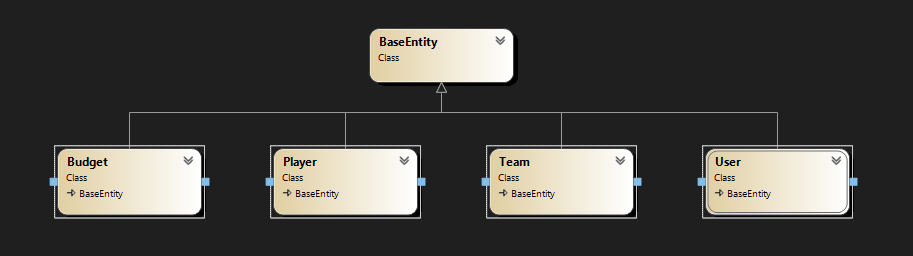 BaseEntity
Class
Budget
Class
BaseEntity
Player
Class
BaseEntity
Team
Class
BaseEntity
User
Class
BaseEntity